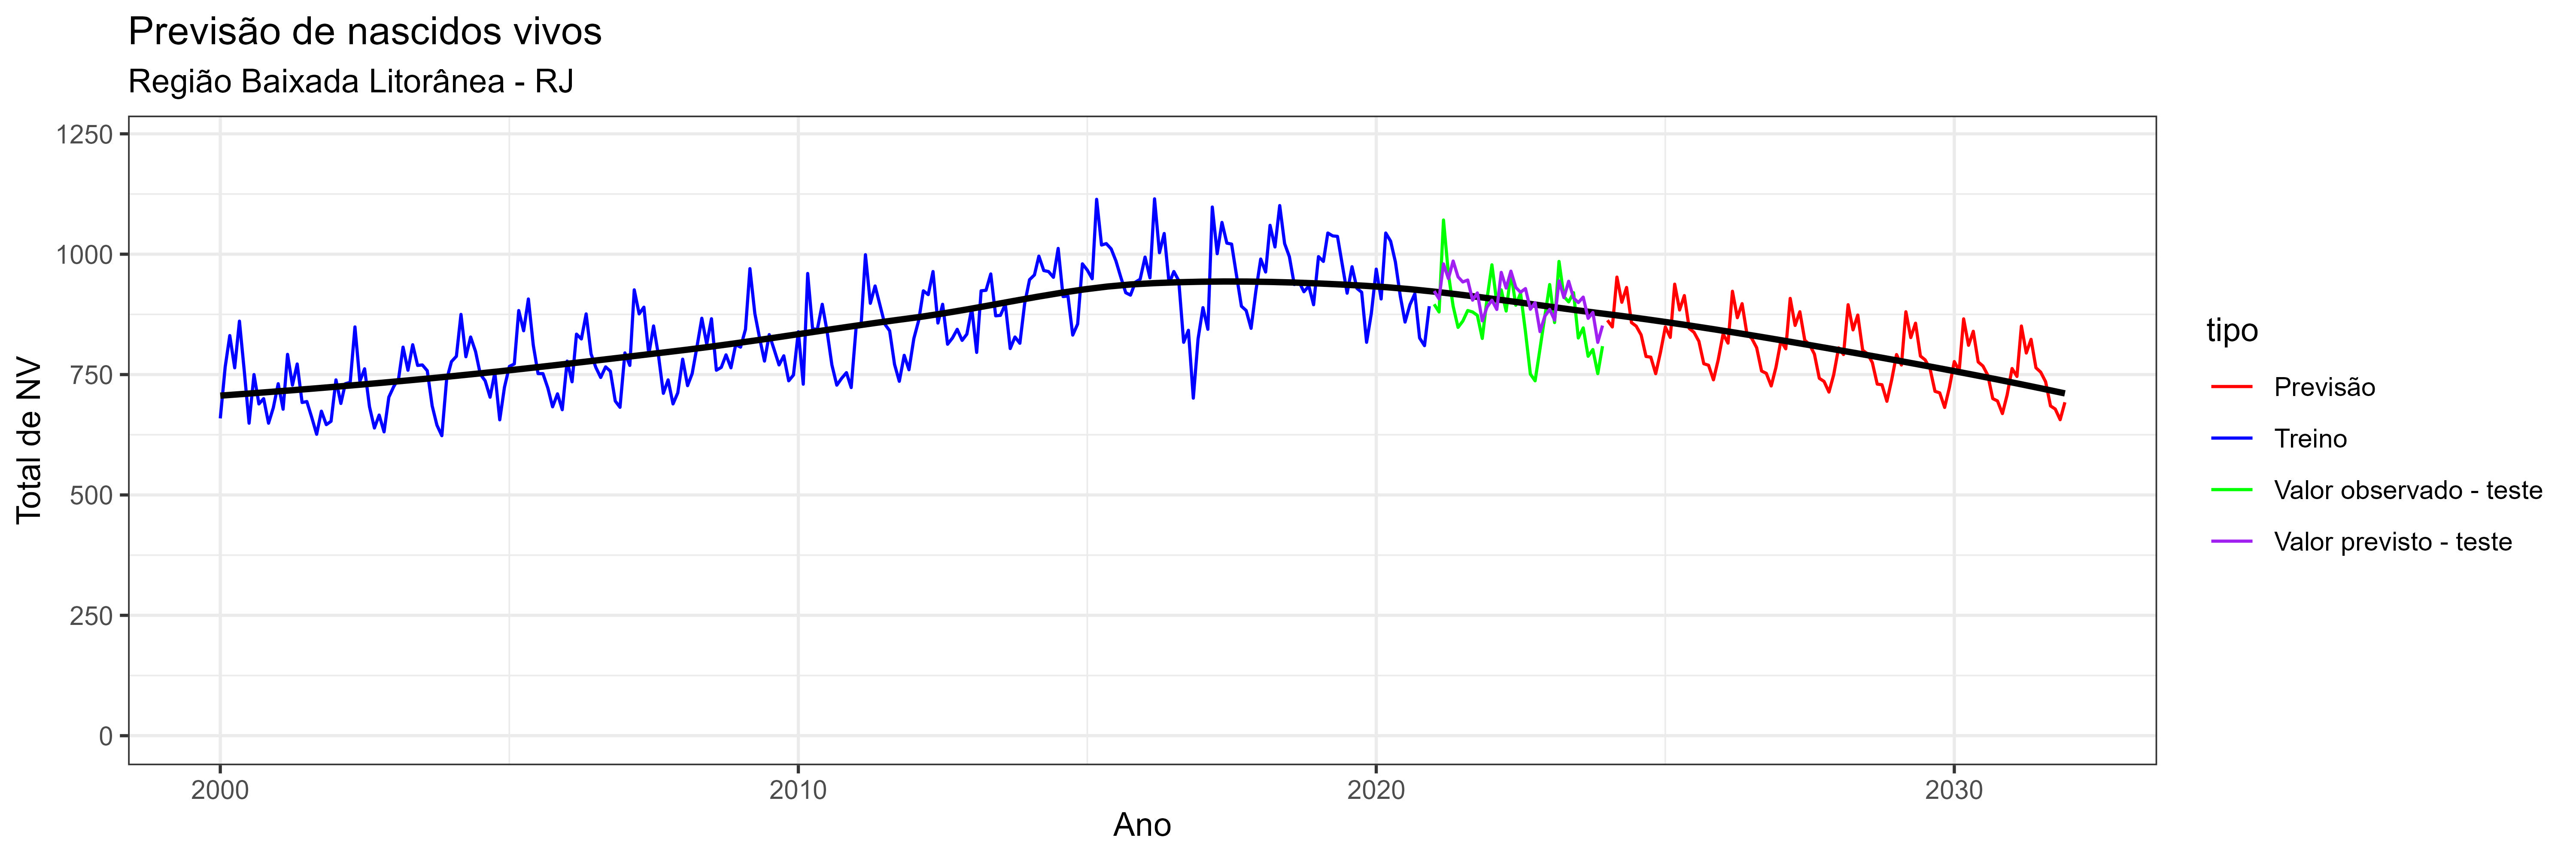 Previsão de nascidos vivos
Região Baixada Litorânea - RJ
1250
1000
750
500
250
0
Total de NV
2000
2010
2020
2030
Ano
tipo
Previsão
Treino
Valor observado - teste
Valor previsto - teste